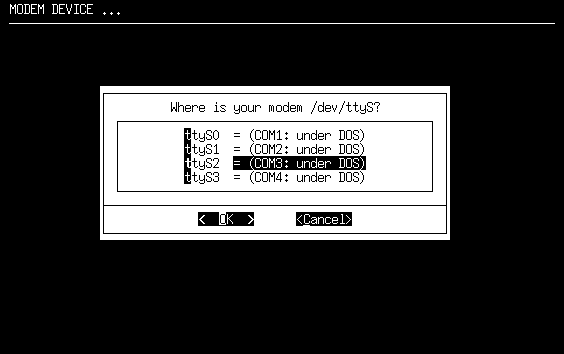 MODEM DEVICE ...
Where is your modem /dev/ttyS?
ttyS0 = (COM1: under DOS)
ttyS1 = (COM2: under DOS)
ttyS2 = (COM3: under DOS)
ttyS3 = (COM4: under DOS)
< OK > <Cancel>